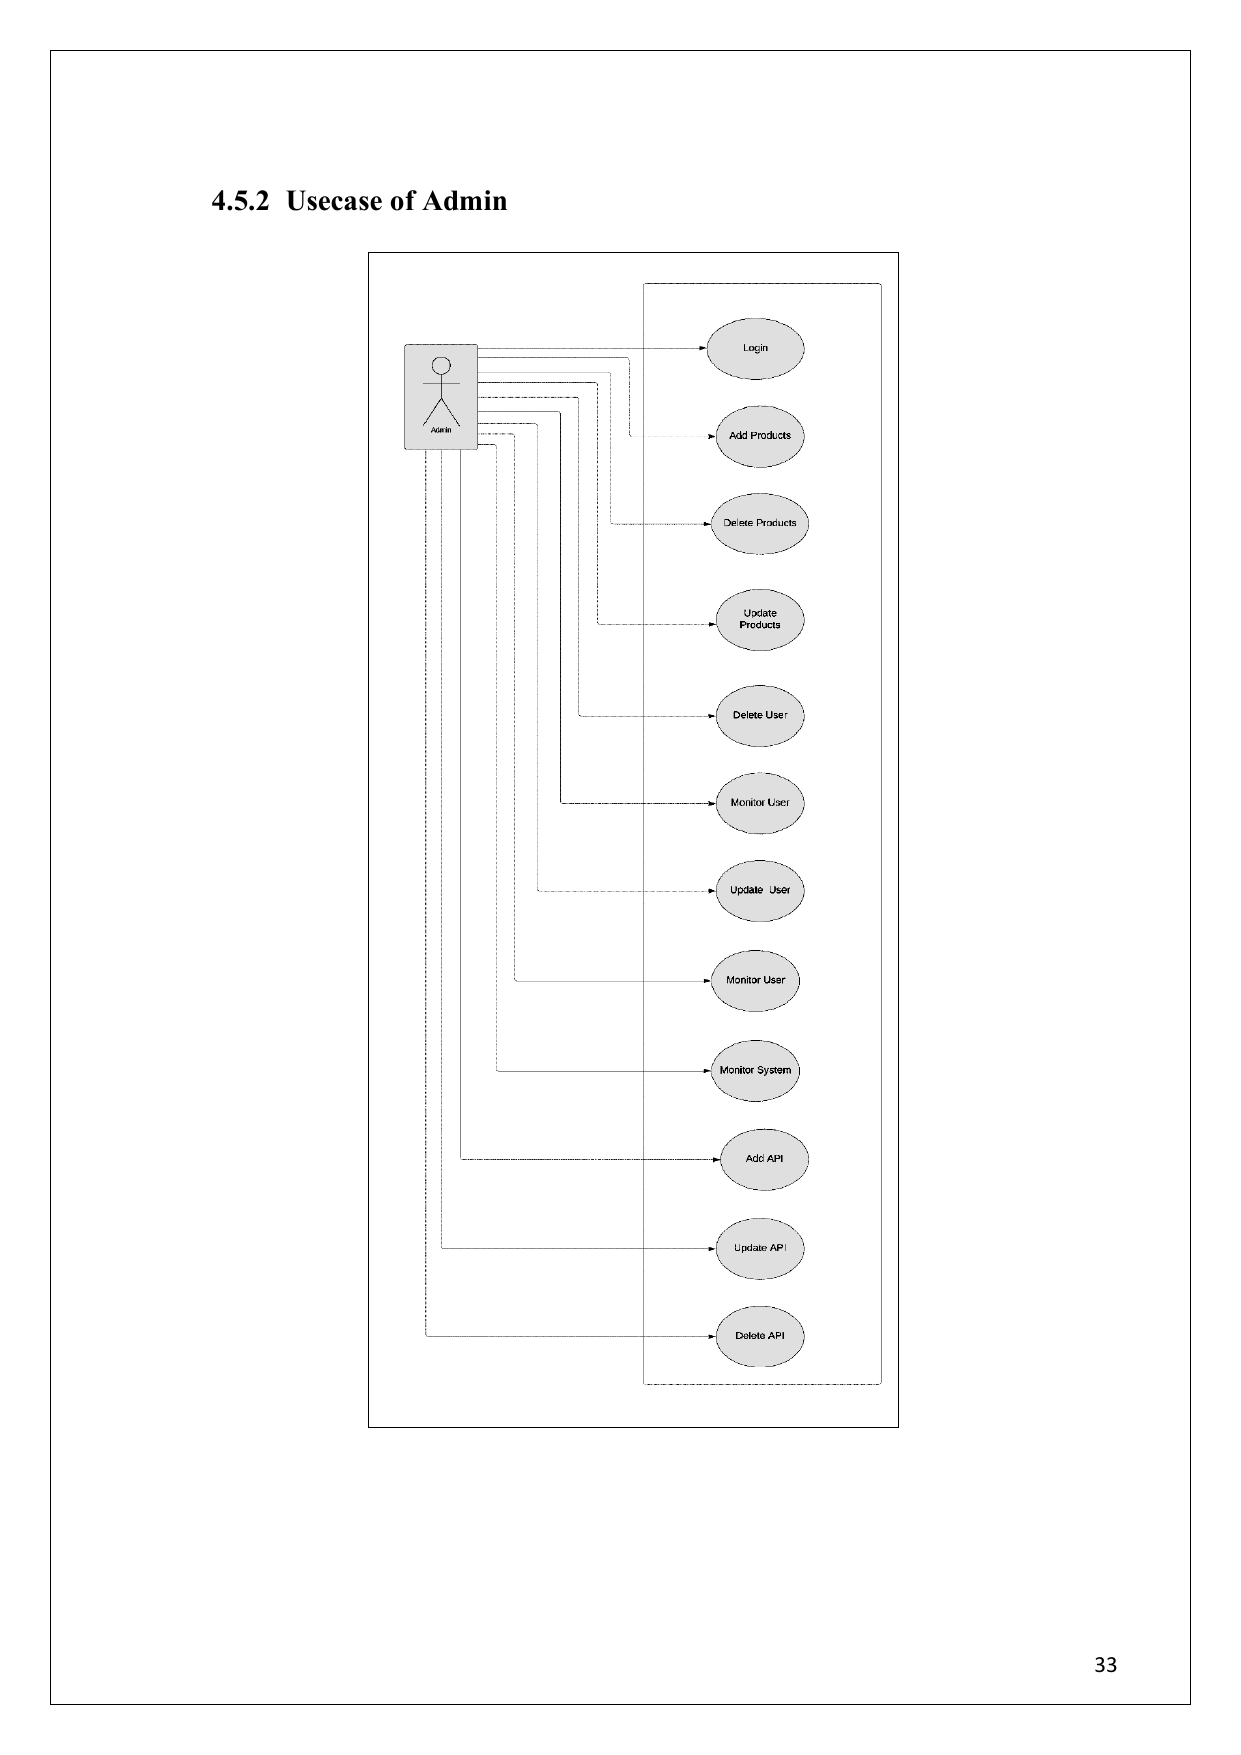 4.5.2 Usecase of Admin
Login
Admin
Add Products
Delete Products
Update
Products
Delete User
Monitor User
Update User
Monitor User
Monitor System
Add API
Update API
Delete API
33